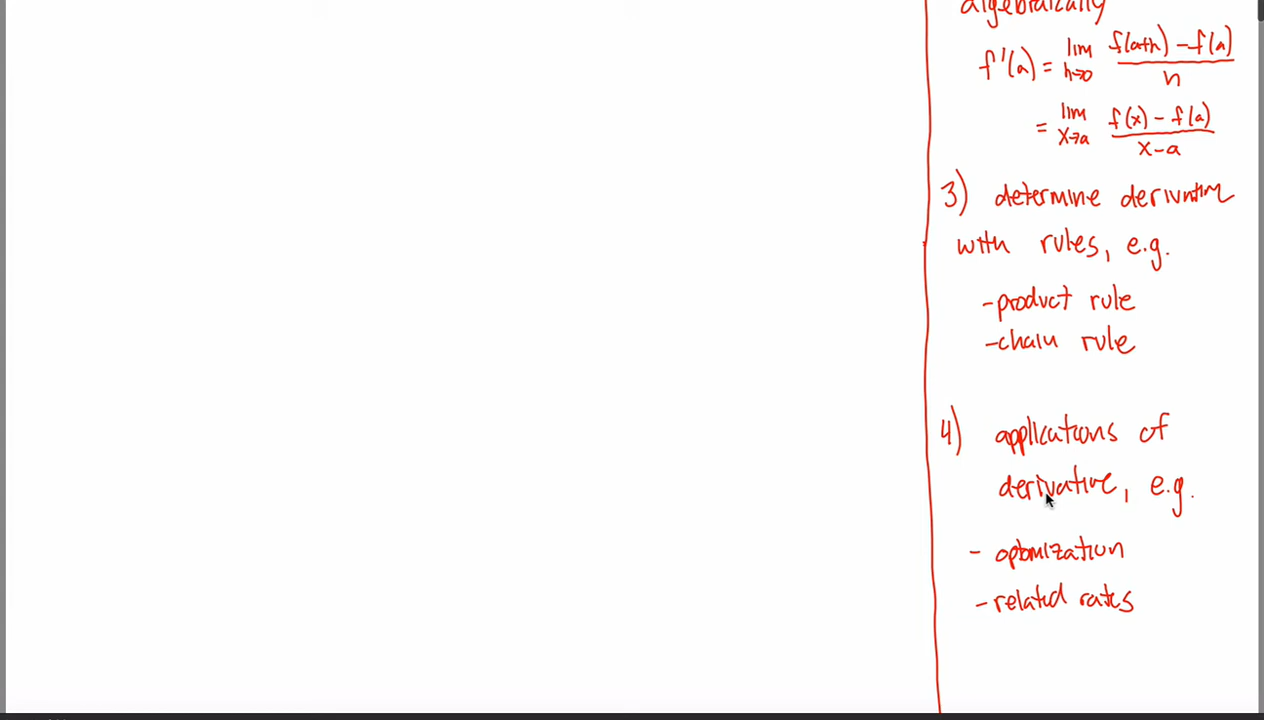 algebraically
f'(a) = lim h→0 f(a+h) - f(a) / h
= lim x→a f(x) - f(a) / x-a
3) determine derivative
with rules, e.g.
- product rule
- chain rule
4) applications of
derivative, e.g.
- optimization
- related rates